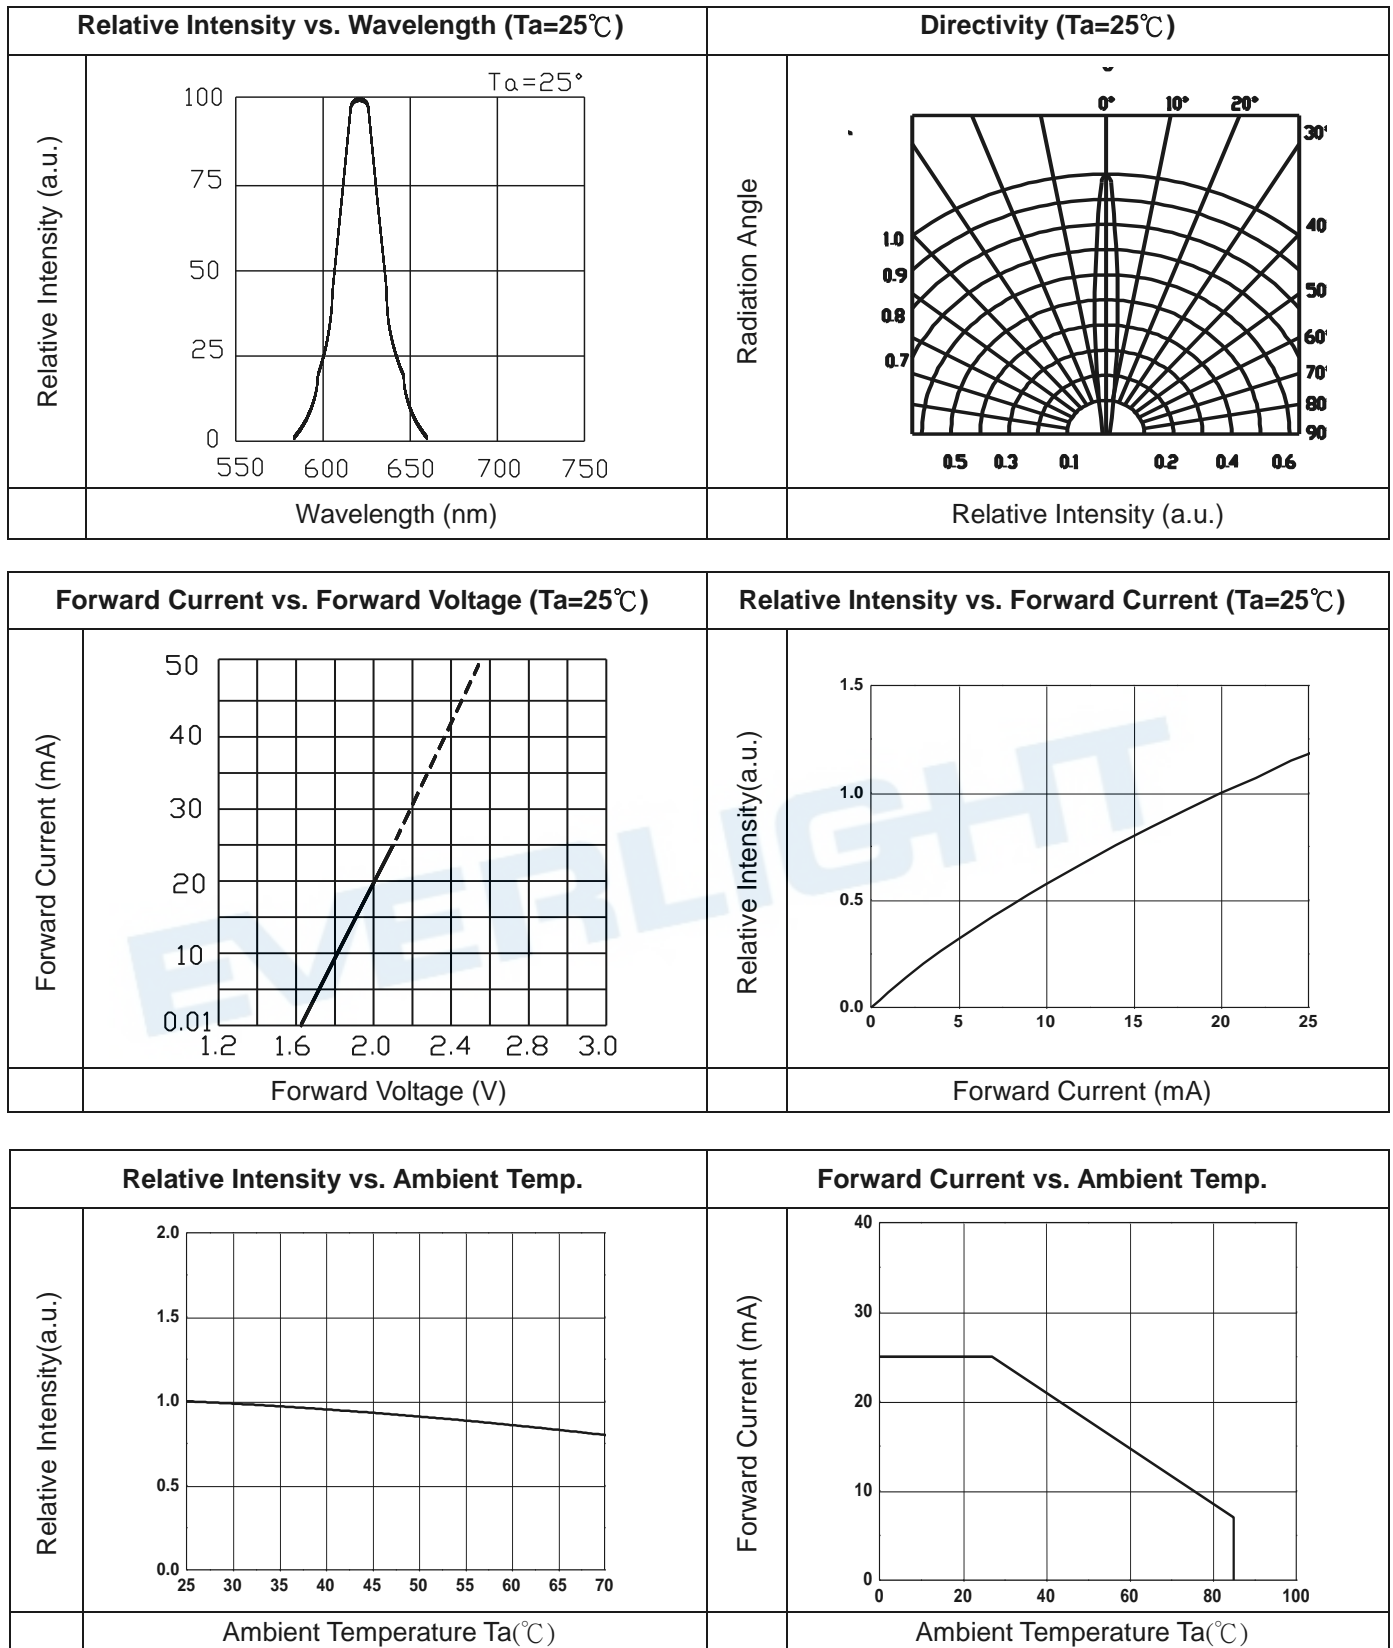 Relative Intensity vs. Wavelength (Ta=25℃)
Directivity (Ta=25℃)
Relative Intensity (a.u.)
Ta=25°
100
75
50
25
0
550 600 650 700 750
Wavelength (nm)
Radiation Angle
0° 10° 20°
30°
40
50
60°
70°
80
90
1.0
0.9
0.8
0.7
0.5 0.3 0.1 0.2 0.4 0.6
Relative Intensity (a.u.)
Forward Current vs. Forward Voltage (Ta=25℃)
Relative Intensity vs. Forward Current (Ta=25℃)
Forward Current (mA)
50
40
30
20
10
0.01
1.2 1.6 2.0 2.4 2.8 3.0
Forward Voltage (V)
Relative Intensity(a.u.)
1.5
1.0
0.5
0.0
0 5 10 15 20 25
Forward Current (mA)
EVERLIGHT
Relative Intensity vs. Ambient Temp.
Forward Current vs. Ambient Temp.
Relative Intensity(a.u.)
2.0
1.5
1.0
0.5
0.0
25 30 35 40 45 50 55 60 65 70
Ambient Temperature Ta(℃)
Forward Current (mA)
40
30
20
10
0
0 20 40 60 80 100
Ambient Temperature Ta(℃)